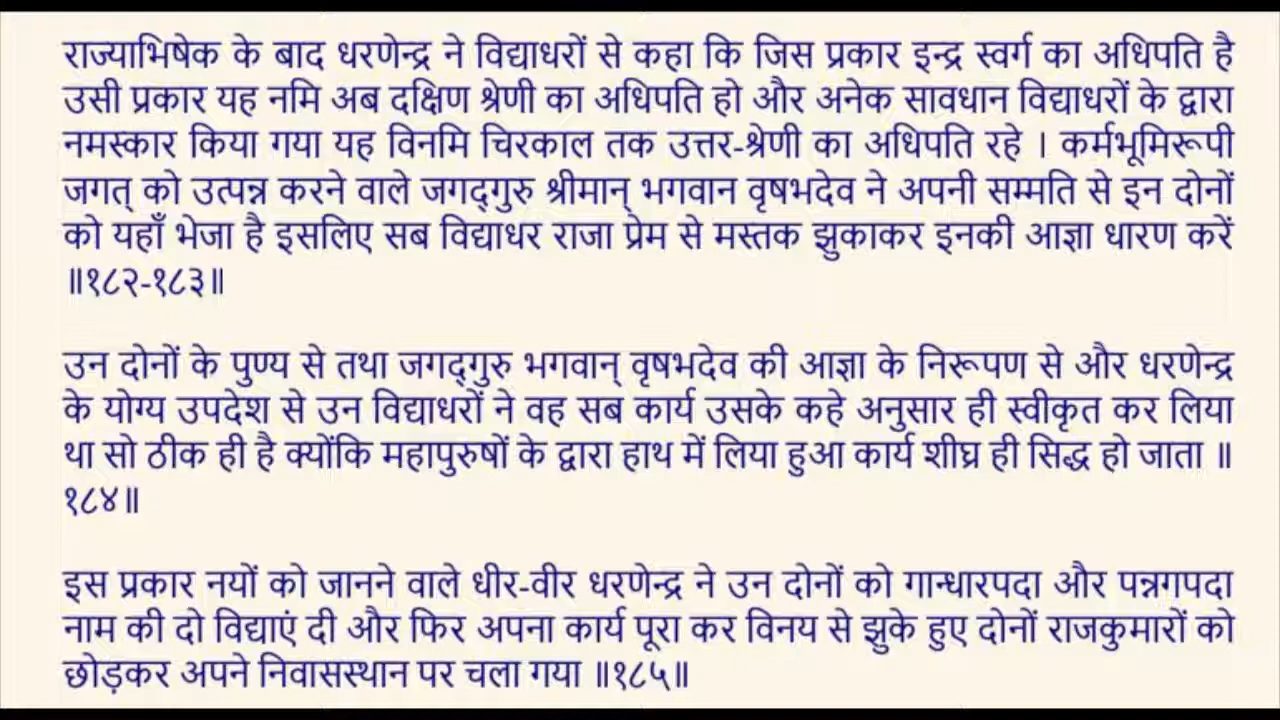 राज्याभिषेक के बाद धरणेन्द्र ने विद्याधरों से कहा कि जिस प्रकार इन्द्र स्वर्ग का अधिपति है
उसी प्रकार यह नमि अब दक्षिण श्रेणी का अधिपति हो और अनेक सावधान विद्याधरों के द्वारा
नमस्कार किया गया यह विनमि चिरकाल तक उत्तर-श्रेणी का अधिपति रहे । कर्मभूमिरूपी
जगत् को उत्पन्न करने वाले जगद्‌गुरु श्रीमान् भगवान वृषभदेव ने अपनी सम्मति से इन दोनों
को यहाँ भेजा है इसलिए सब विद्याधर राजा प्रेम से मस्तक झुकाकर इनकी आज्ञा धारण करें
॥१८२-१८३॥
उन दोनों के पुण्य से तथा जगद्‌गुरु भगवान् वृषभदेव की आज्ञा के निरूपण से और धरणेन्द्र
के योग्य उपदेश से उन विद्याधरों ने वह सब कार्य उसके कहे अनुसार ही स्वीकृत कर लिया
था सो ठीक ही है क्योंकि महापुरुषों के द्वारा हाथ में लिया हुआ कार्य शीघ्र ही सिद्ध हो जाता ॥
१८४॥
इस प्रकार नयों को जानने वाले धीर-वीर धरणेन्द्र ने उन दोनों को गान्धारपदा और पन्नगपदा
नाम की दो विद्याएं दी और फिर अपना कार्य पूरा कर विनय से झुके हुए दोनों राजकुमारों को
छोड़कर अपने निवासस्थान पर चला गया ॥१८५॥